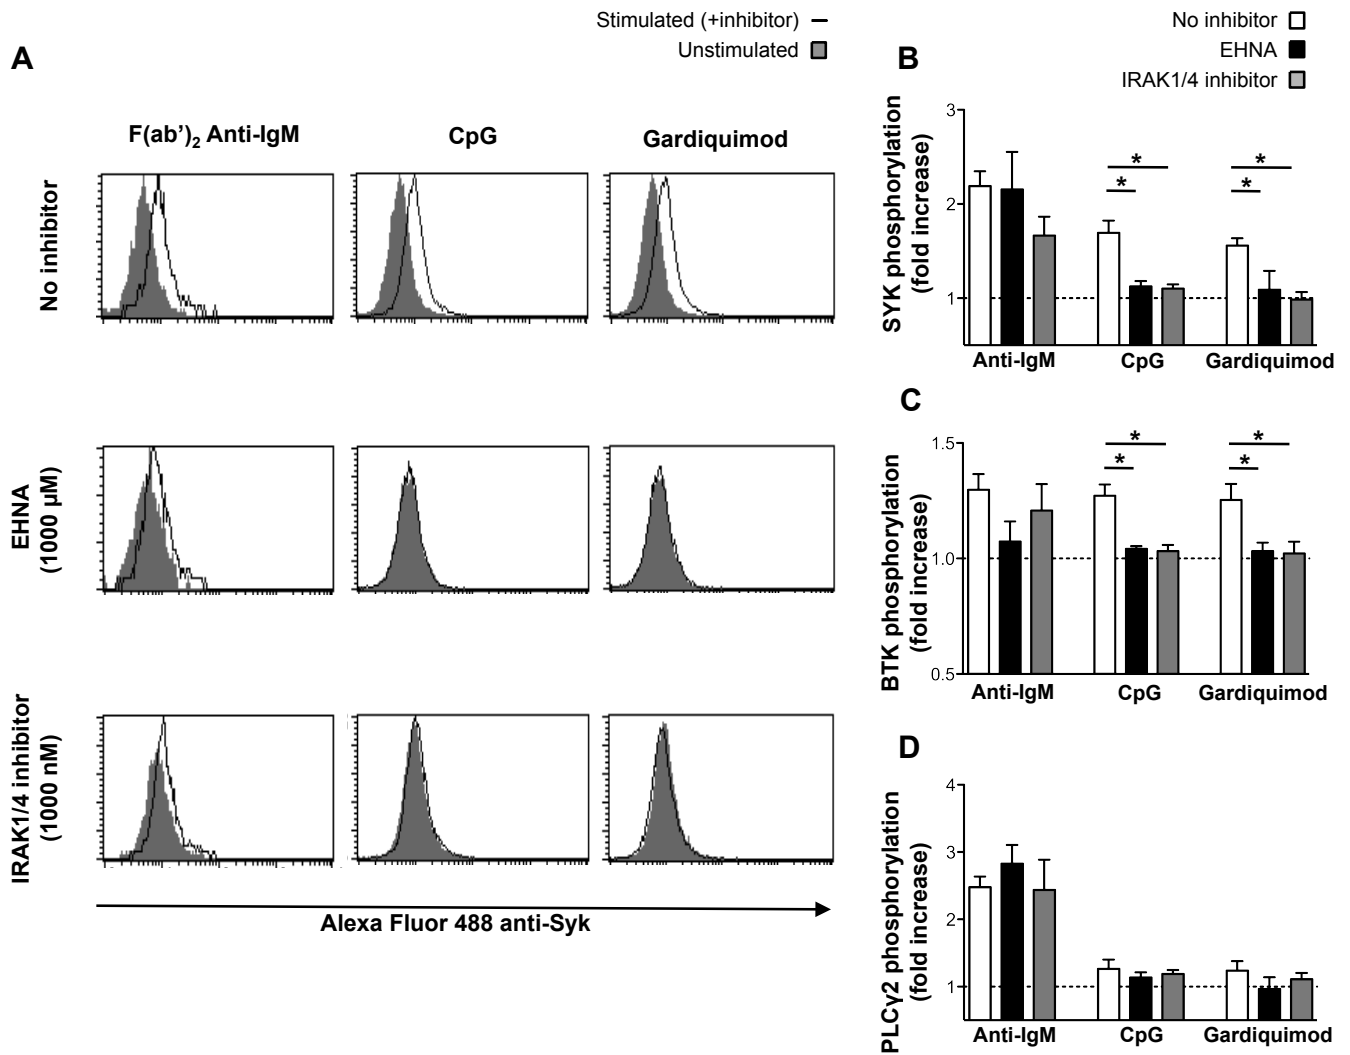 Stimulated (+inhibitor)
Unstimulated
A
F(ab’)2 Anti-IgM
CpG
Gardiquimod
No inhibitor
EHNA
(1000 µM)
IRAK1/4 inhibitor
(1000 nM)
Alexa Fluor 488 anti-Syk
No inhibitor
EHNA
IRAK1/4 inhibitor
B
SYK phosphorylation
(fold increase)
3
2
1
* * * *
Anti-IgM CpG Gardiquimod
C
BTK phosphorylation
(fold increase)
1.5
1.0
0.5
* * * *
Anti-IgM CpG Gardiquimod
D
PLCγ2 phosphorylation
(fold increase)
4
3
2
1
Anti-IgM CpG Gardiquimod